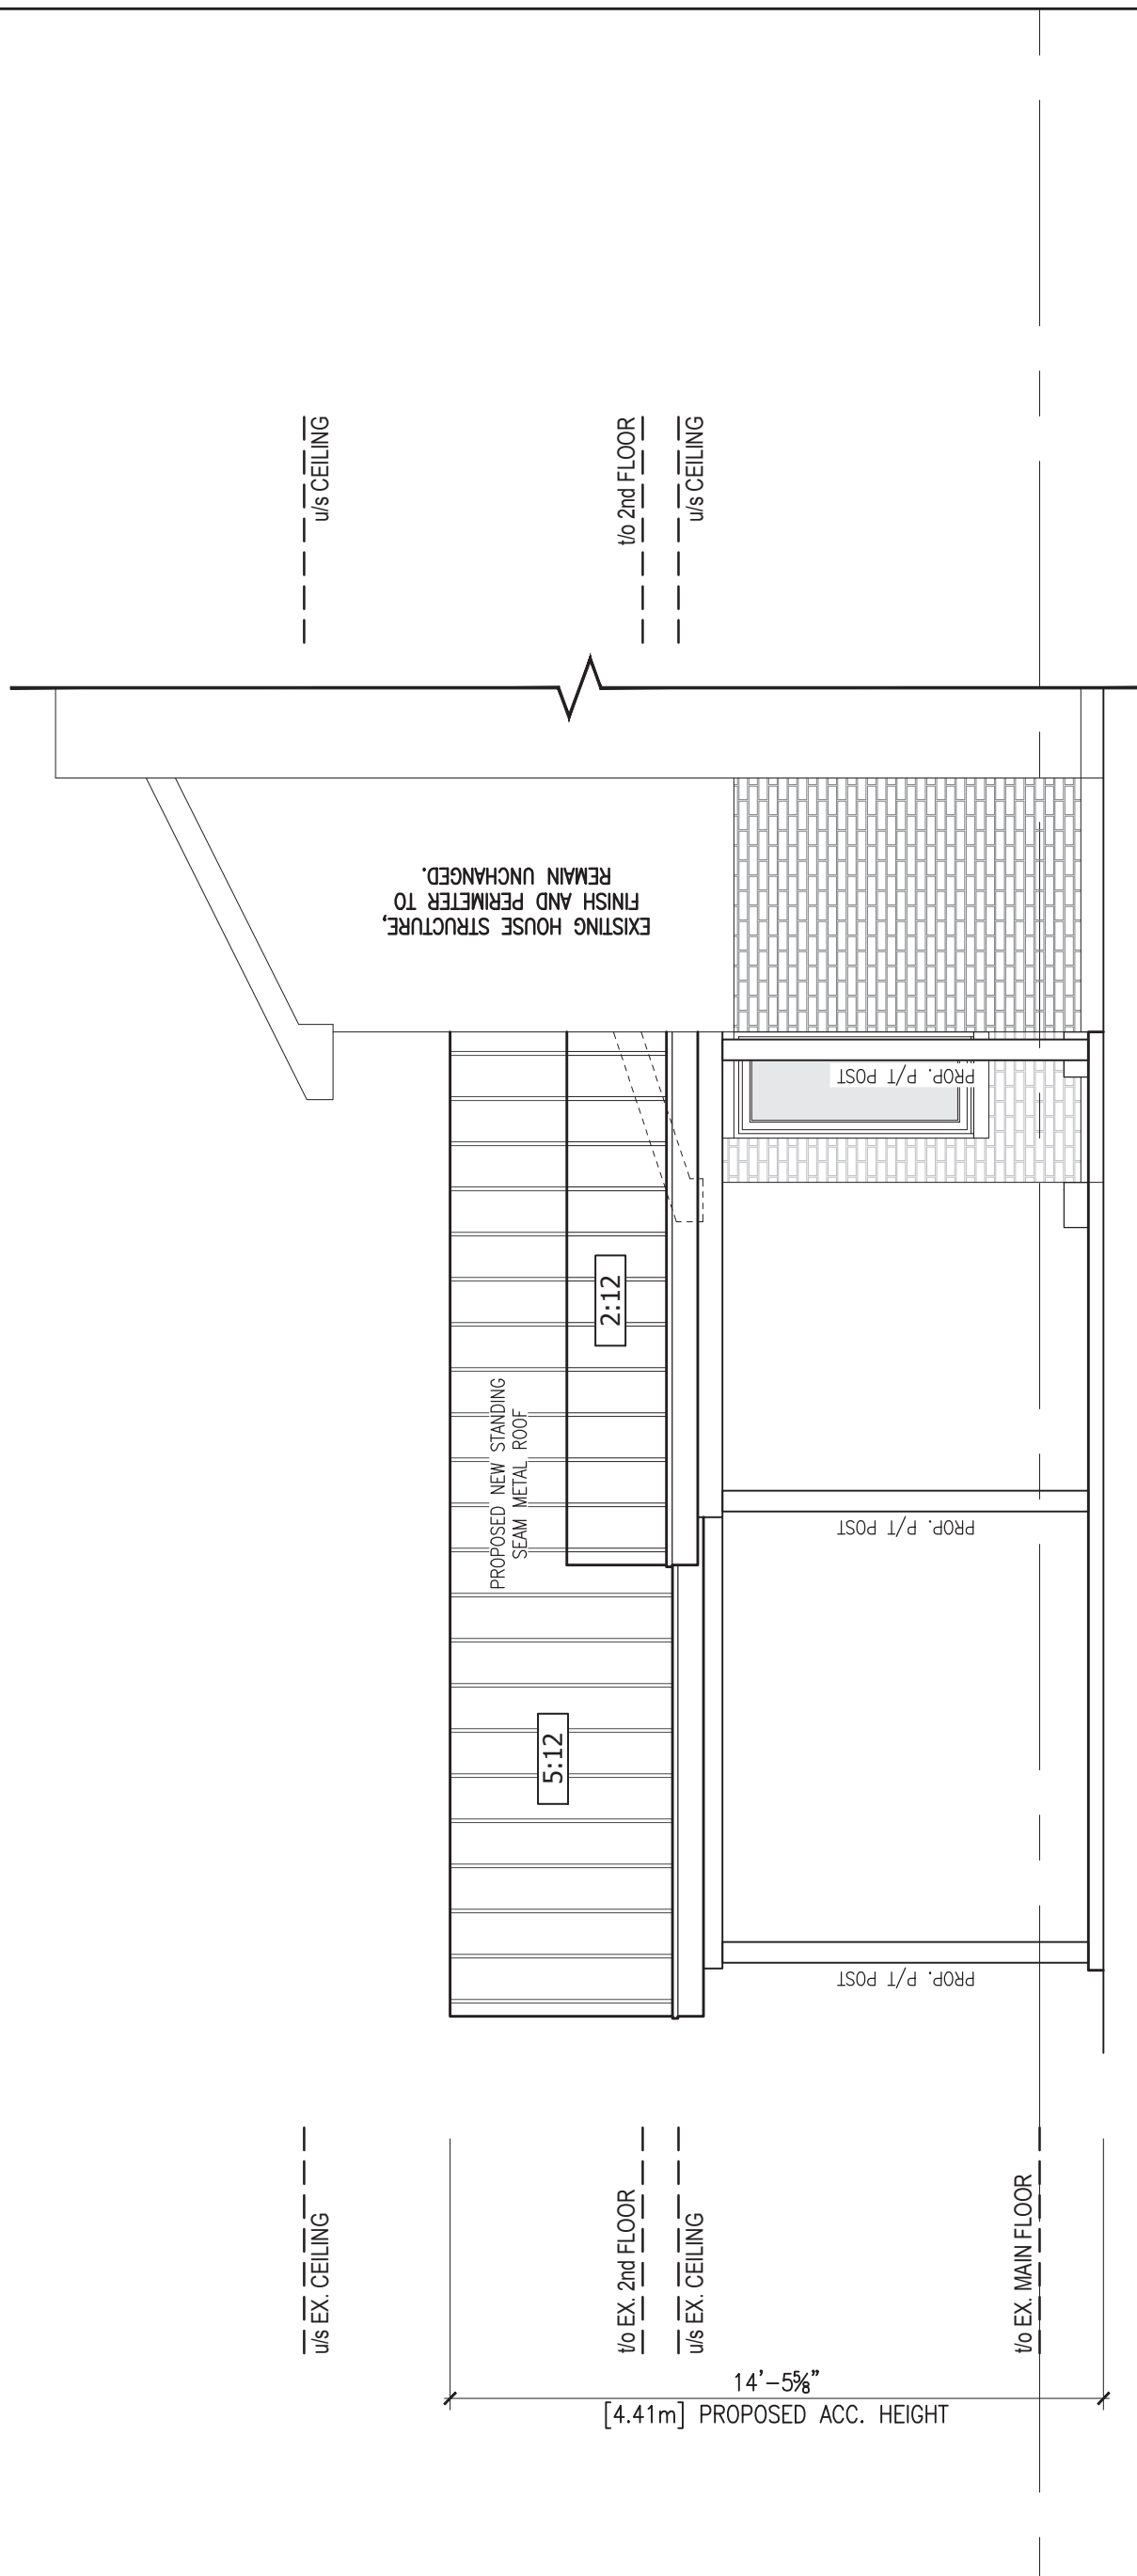 u/s CEILING
t/o 2nd FLOOR
u/s CEILING
EXISTING HOUSE STRUCTURE,
FINISH AND PERIMETER TO
REMAIN UNCHANGED.
PROP. P/T POST
2:12
PROPOSED NEW STANDING
SEAM METAL ROOF
PROP. P/T POST
5:12
PROP. P/T POST
u/s EX. CEILING
t/o EX. 2nd FLOOR
u/s EX. CEILING
t/o EX. MAIN FLOOR
14'-5⅝"
[4.41m] PROPOSED ACC. HEIGHT